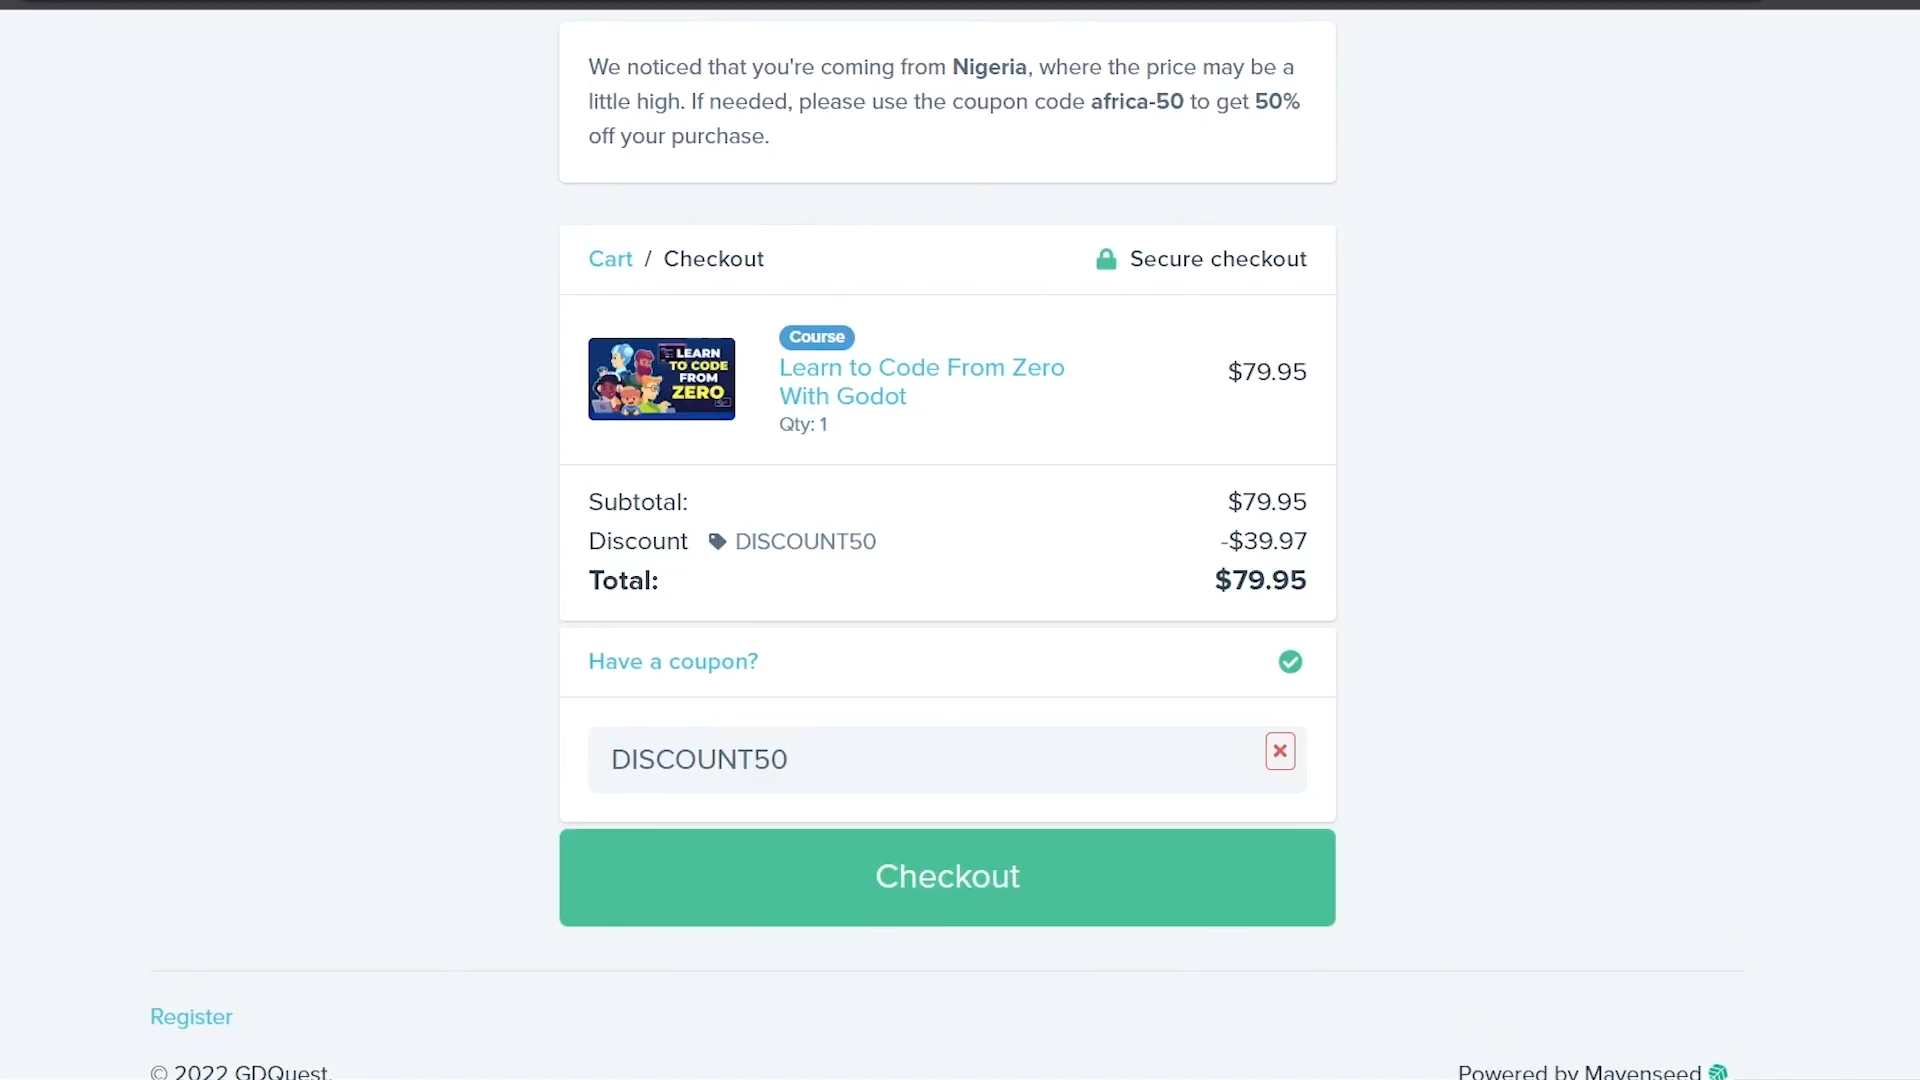 We noticed that you're coming from Nigeria, where the price may be a
little high. If needed, please use the coupon code africa-50 to get 50%
off your purchase.
Cart / Checkout
Secure checkout
LEARN
TO CODE
FROM
ZERO
Course
Learn to Code From Zero
With Godot
Qty: 1
$79.95
Subtotal: $79.95
Discount DISCOUNT50 -$39.97
Total: $79.95
Have a coupon?
DISCOUNT50
Checkout
Register
© 2022 GDQuest.
Powered by Mavenseed